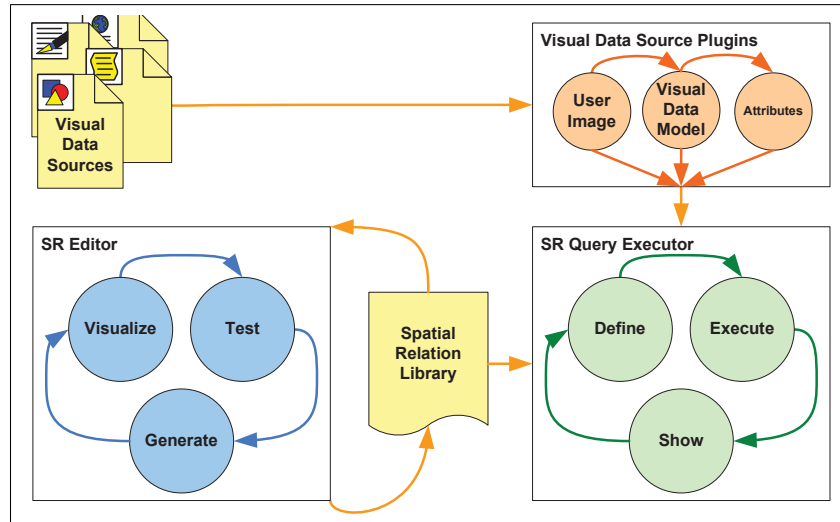 Visual
Data
Sources
Visual Data Source Plugins
User
Image
Visual
Data
Model
Attributes
SR Editor
Visualize
Test
Generate
Spatial
Relation
Library
SR Query Executor
Define
Execute
Show